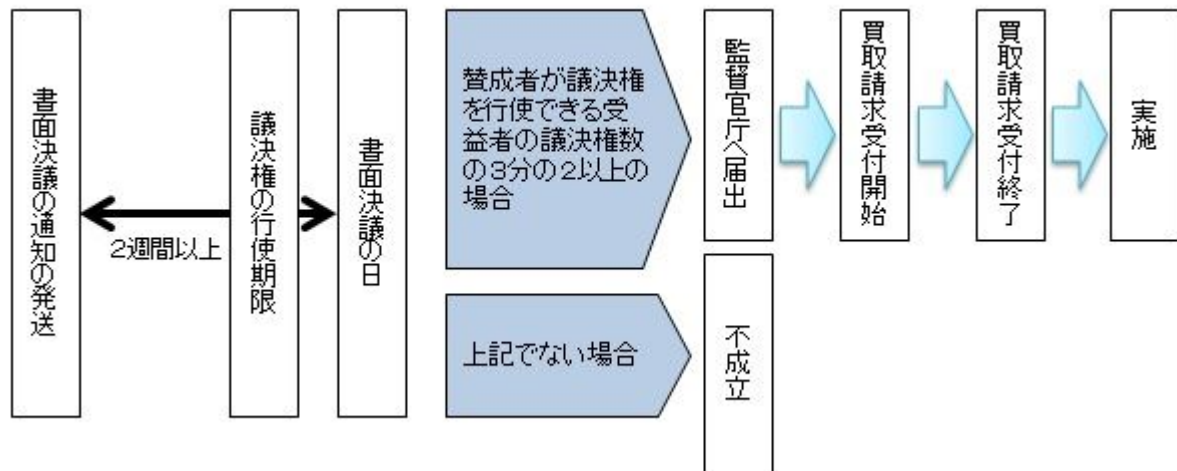 書面決議の通知の発送
2週間以上
議決権の行使期限
書面決議の日
賛成者が議決権
を行使できる受
益者の議決権数
の3分の2以上の
場合
監督官庁へ届出
買取請求受付開始
買取請求受付終了
実施
上記でない場合
不成立